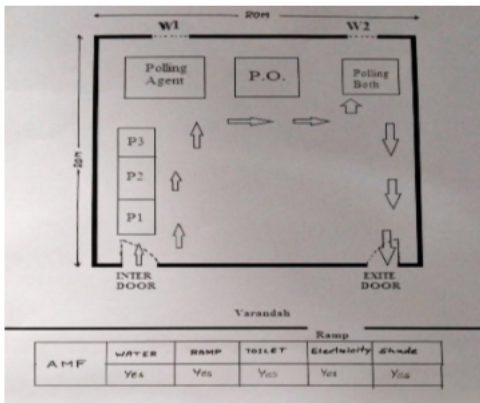 20M
W1 W2
Polling
Agent
P.O.
Polling
Both
20M
P3
P2
P1
INTER
DOOR
EXITE
DOOR
Varandah
Ramp
AMF WATER RAMP TOILET Electricity Shade
Yes Yes Yes Yes Yes